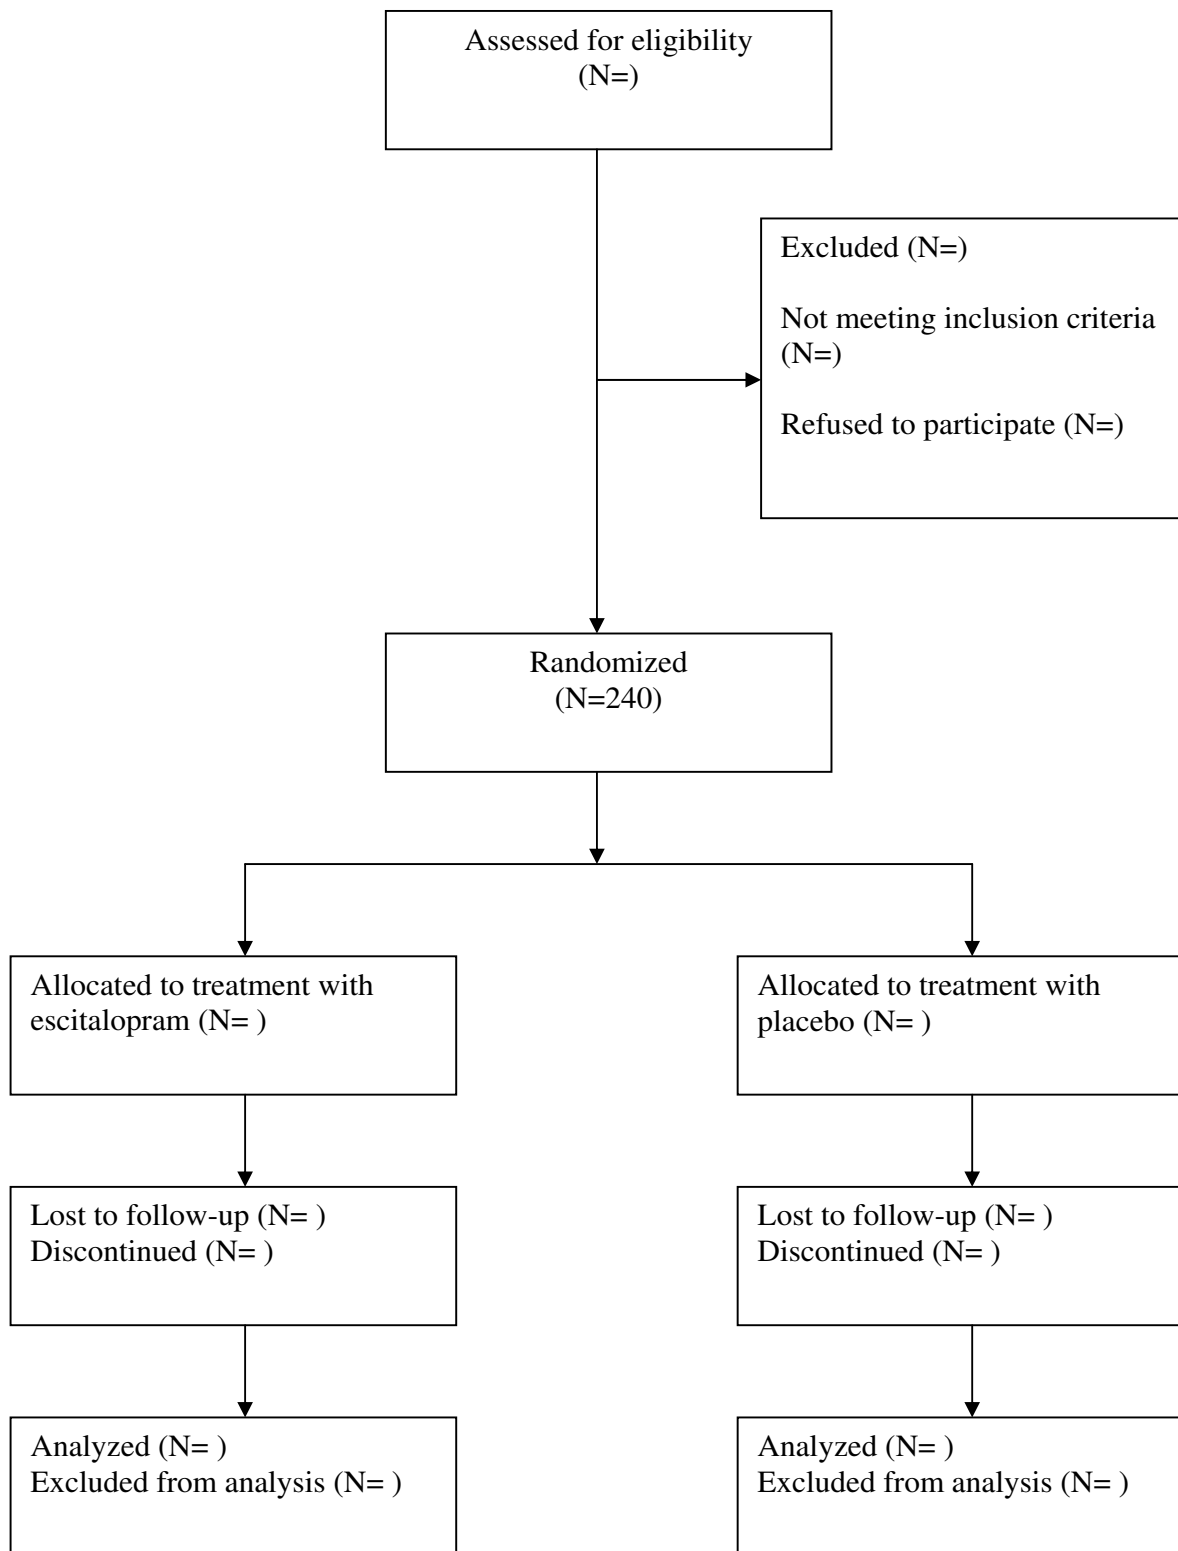 Assessed for eligibility
(N=)
Excluded (N=)
Not meeting inclusion criteria
(N=)
Refused to participate (N=)
Randomized
(N=240)
Allocated to treatment with
escitalopram (N= )
Allocated to treatment with
placebo (N= )
Lost to follow-up (N= )
Discontinued (N= )
Lost to follow-up (N= )
Discontinued (N= )
Analyzed (N= )
Excluded from analysis (N= )
Analyzed (N= )
Excluded from analysis (N= )